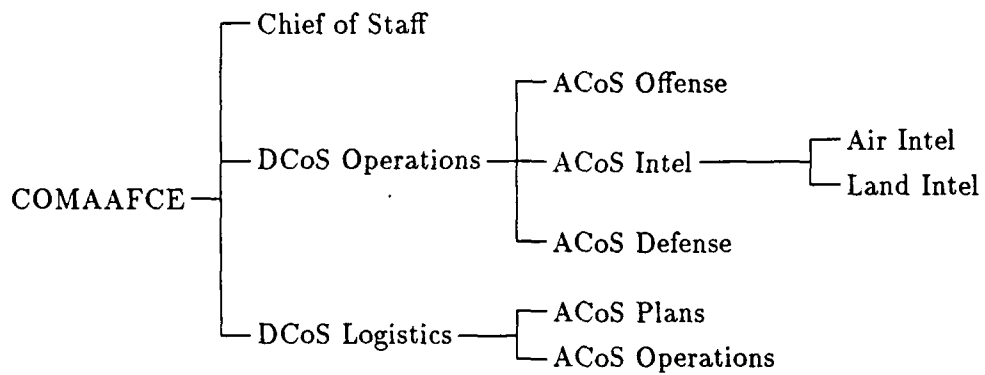 Chief of Staff
ACoS Offense
DCoS Operations
ACoS Intel
Air Intel
Land Intel
COMAAFCE
ACoS Defense
DCoS Logistics
ACoS Plans
ACoS Operations